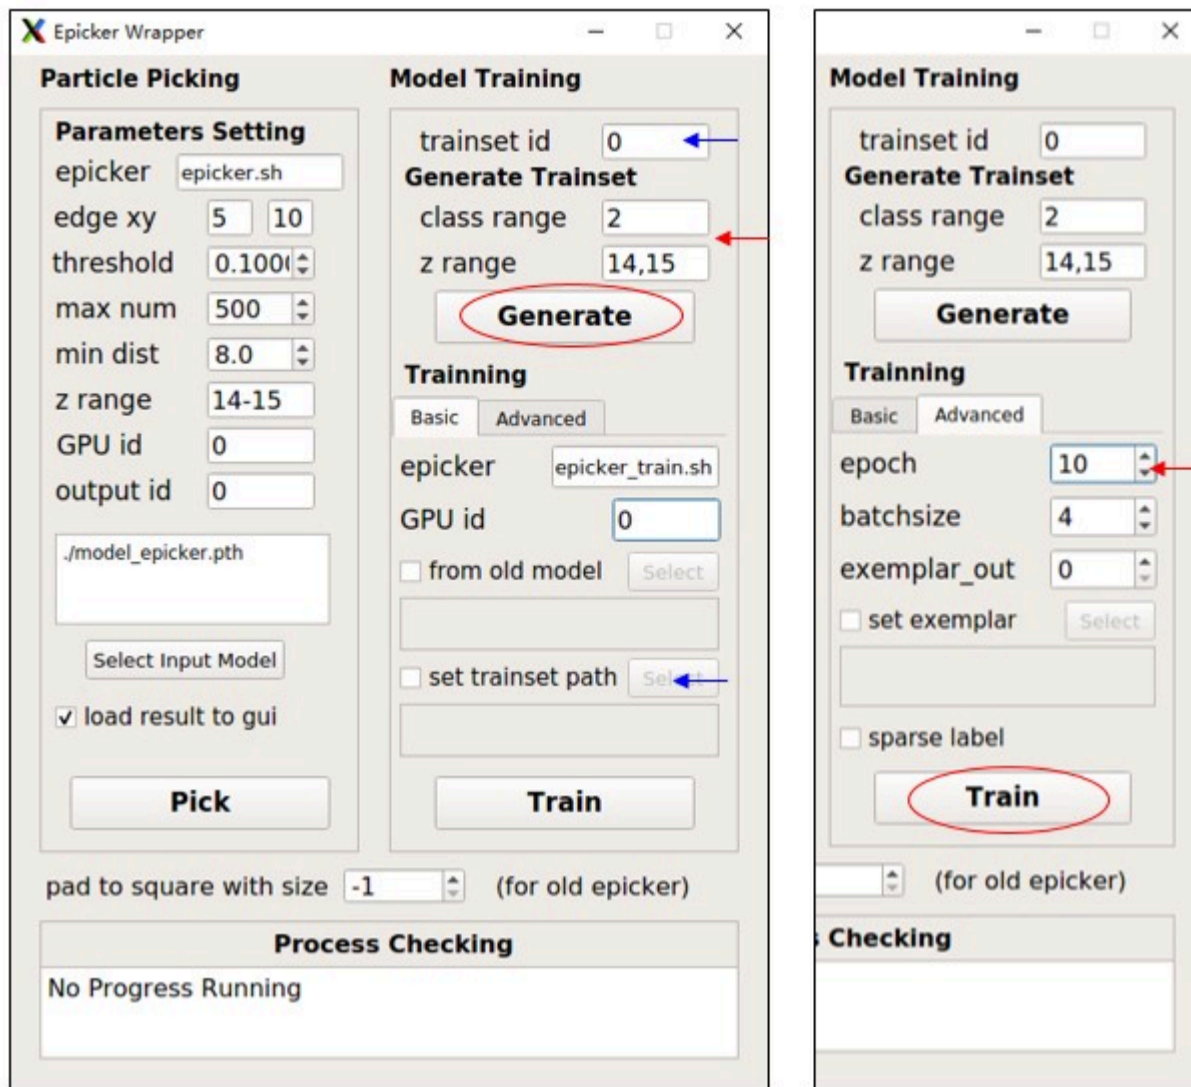 Epicker Wrapper
Particle Picking
Parameters Setting
epicker epicker.sh
edge xy 5 10
threshold 0.100
max num 500
min dist 8.0
z range 14-15
GPU id 0
output id 0
./model_epicker.pth
Select Input Model
load result to gui
Pick
Model Training
trainset id 0
Generate Trainset
class range 2
z range 14,15
Generate
Trainning
Basic Advanced
epicker epicker_train.sh
GPU id 0
from old model Select
set trainset path Select
Train
pad to square with size -1 (for old epicker)
Process Checking
No Progress Running
Model Training
trainset id 0
Generate Trainset
class range 2
z range 14,15
Generate
Trainning
Basic Advanced
epoch 10
batchsize 4
exemplar_out 0
set exemplar Select
sparse label
Train
(for old epicker)
Checking